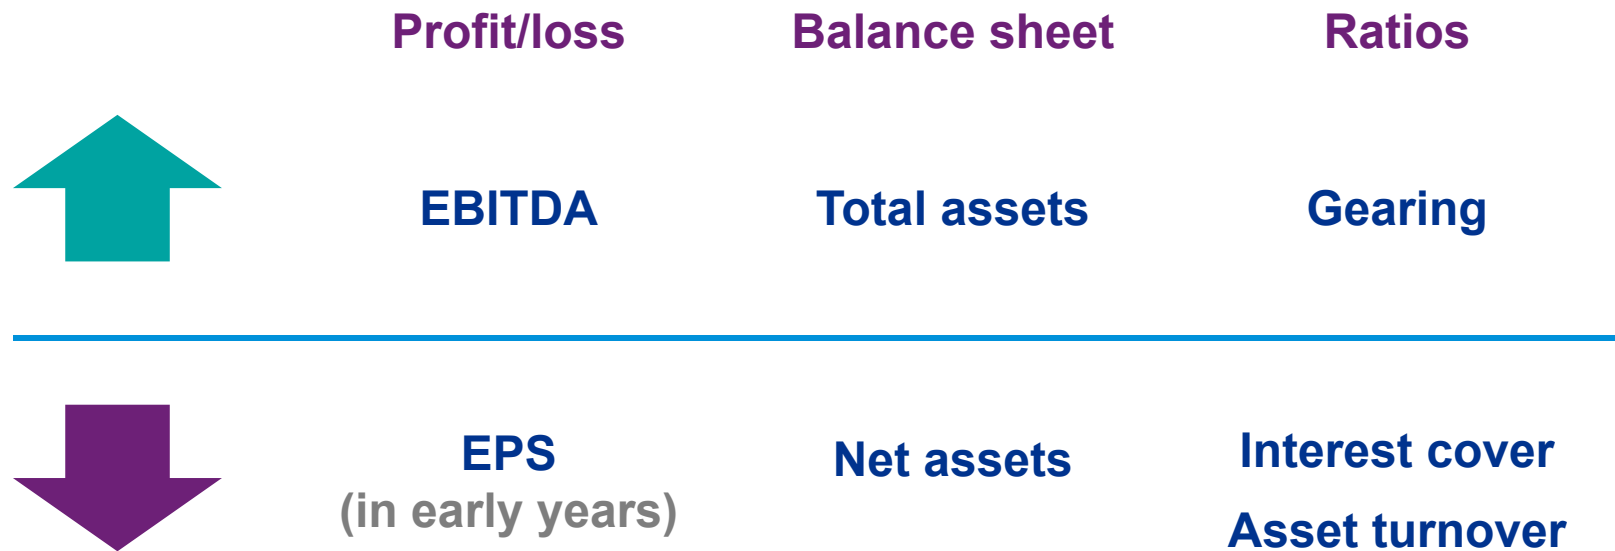 Profit/loss
Balance sheet
Ratios
EBITDA
Total assets
Gearing
EPS
(in early years)
Net assets
Interest cover
Asset turnover